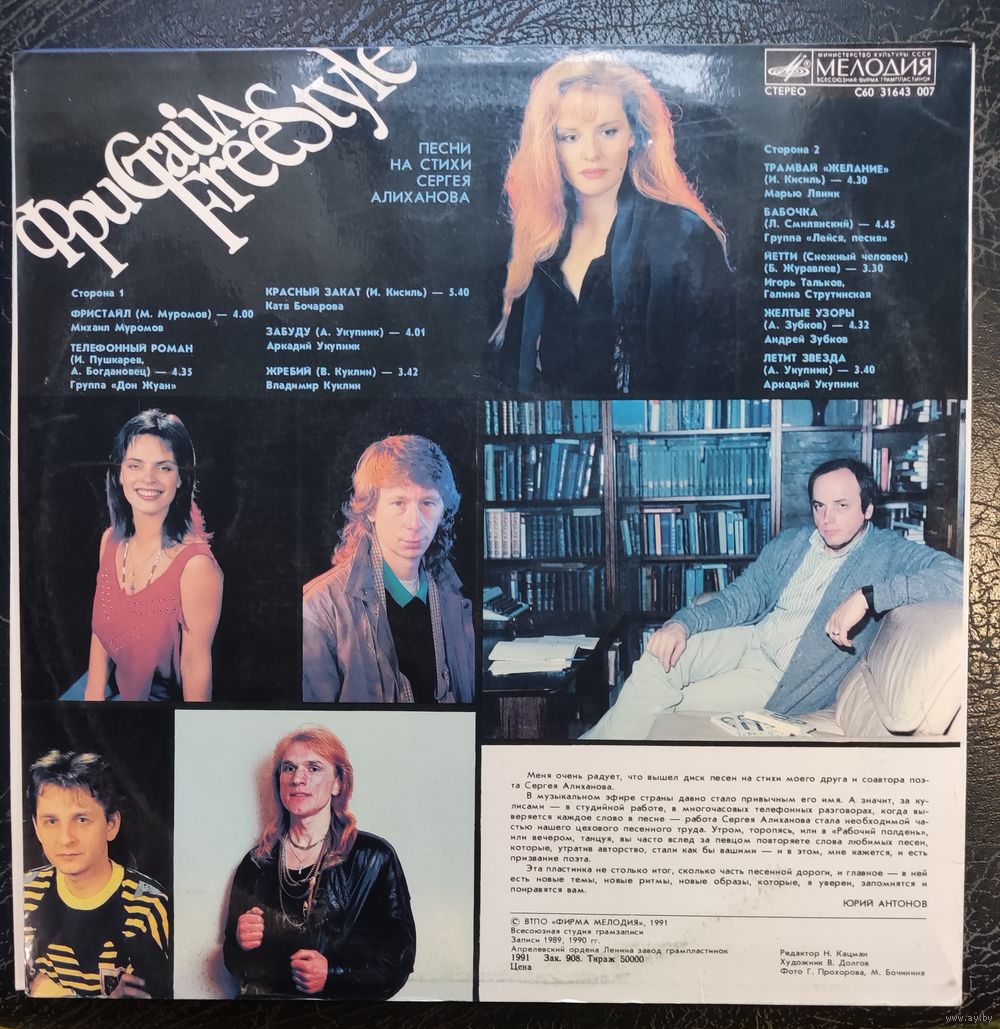 ФриСтайл
FreeStyle
ПЕСНИ
НА СТИХИ
СЕРГЕЯ
АЛИХАНОВА
МИНИСТЕРСТВО КУЛЬТУРЫ СССР
МЕЛОДИЯ
ВСЕСОЮЗНАЯ ФИРМА ГРАМПЛАСТИНОК
СТЕРЕО С60 31643 007
Сторона 1
ФРИСТАЙЛ (М. Муромов) — 4.00
Михаил Муромов
ТЕЛЕФОННЫЙ РОМАН
(И. Пушкарев,
А. Богдановец) — 4.35
Группа «Дон Жуан»
КРАСНЫЙ ЗАКАТ (И. Кисиль) — 5.40
Катя Бочарова
ЗАБУДУ (А. Укупник) — 4.01
Аркадий Укупник
ЖРЕБИЙ (В. Куклин) — 3.42
Владимир Куклин
Сторона 2
ТРАМВАЙ «ЖЕЛАНИЕ»
(И. Кисиль) — 4.30
Марью Ляник
БАБОЧКА
(Л. Смилянский) — 4.45
Группа «Лейся, песня»
ЙЕТТИ (Снежный человек)
(Б. Журавлев) — 3.30
Игорь Тальков,
Галина Струтинская
ЖЕЛТЫЕ УЗОРЫ
(А. Зубков) — 4.32
Андрей Зубков
ЛЕТИТ ЗВЕЗДА
(А. Укупник) — 3.40
Аркадий Укупник
Меня очень радует, что вышел диск песен на стихи моего друга и соавтора поэ-
та Сергея Алиханова.
В музыкальном эфире страны давно стало привычным его имя. А значит, за ку-
лисами — в студийной работе, в многочасовых телефонных разговорах, когда вы-
веряется каждое слово в песне — работа Сергея Алиханова стала необходимой ча-
стью нашего цехового песенного труда. Утром, торопясь, или в «Рабочий полдень»,
или вечером, танцуя, вы часто вслед за певцом повторяете слова любимых песен,
которые, утратив авторство, стали как бы вашими — и в этом, мне кажется, и есть
призвание поэта.
Эта пластинка не столько итог, сколько часть песенной дороги, и главное — в ней
есть новые темы, новые ритмы, новые образы, которые, я уверен, запомнятся и
понравятся вам.
ЮРИЙ АНТОНОВ
© ВТПО «ФИРМА МЕЛОДИЯ», 1991
Всесоюзная студия грамзаписи
Записи 1989, 1990 гг.
Апрелевский ордена Ленина завод грампластинок
1991 Зак. 908. Тираж 50000
Цена
Редактор Н. Кацман
Художник В. Долгов
Фото Г. Прохорова, М. Бочинина
www.ay.by